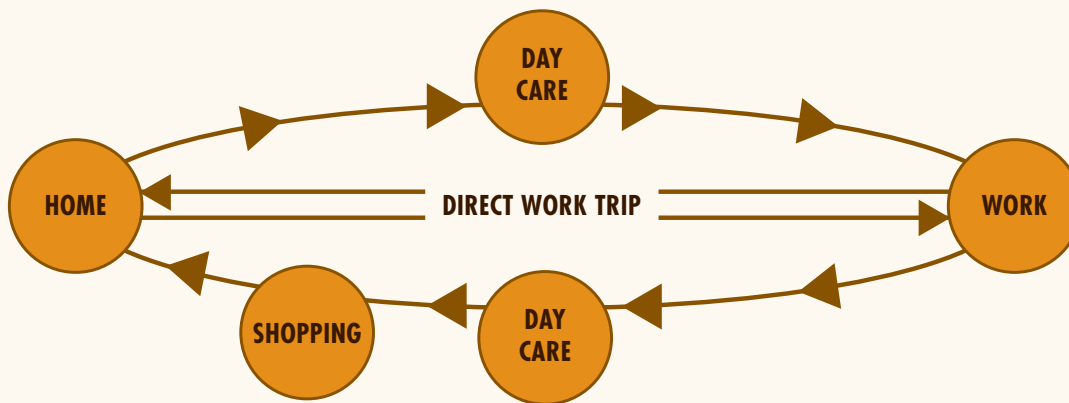 DAY
CARE
HOME
DIRECT WORK TRIP
WORK
SHOPPING
DAY
CARE